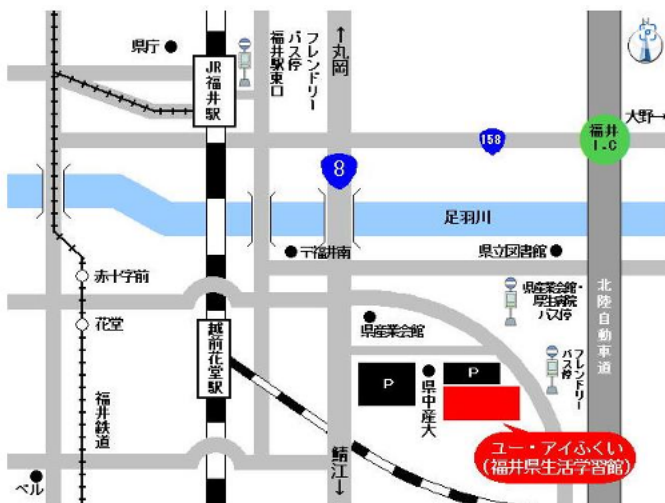 県庁
JR福井駅
福井駅東口
バス停
フレンドリー
↑丸岡
大野→
福井
I.C
158
8
足羽川
〒福井南
県立図書館
赤十字前
花堂
越前花堂駅
県産業会館
県産業会館・
厚生病院
バス停
北陸自動車道
フレンドリー
バス停
P
県中産大
P
福井鉄道
鯖江↓
ユー・アイふくい
(福井県生活学習館)
ベル